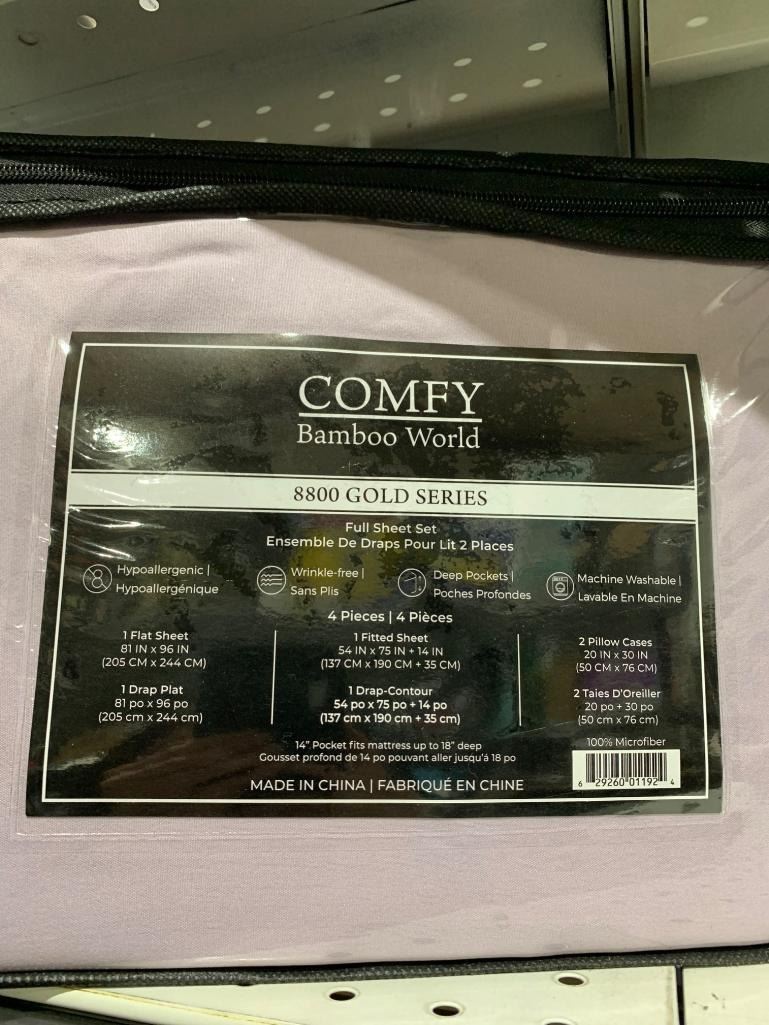 COMFY
Bamboo World
8800 GOLD SERIES
Full Sheet Set
Ensemble De Draps Pour Lit 2 Places
Hypoallergenic |
Hypoallergénique
Wrinkle-free |
Sans Plis
Deep Pockets |
Poches Profondes
Machine Washable |
Lavable En Machine
4 Pieces | 4 Pièces
1 Flat Sheet
81 IN x 96 IN
(205 CM x 244 CM)
1 Drap Plat
81 po x 96 po
(205 cm x 244 cm)
1 Fitted Sheet
54 IN x 75 IN + 14 IN
(137 CM x 190 CM + 35 CM)
1 Drap-Contour
54 po x 75 po + 14 po
(137 cm x 190 cm + 35 cm)
2 Pillow Cases
20 IN x 30 IN
(50 CM x 76 CM)
2 Taies D'Oreiller
20 po + 30 po
(50 cm x 76 cm)
14" Pocket fits mattress up to 18" deep
Gousset profond de 14 po pouvant aller jusqu'á 18 po
MADE IN CHINA | FABRIQUÉ EN CHINE
100% Microfiber
6 29260 01192 4